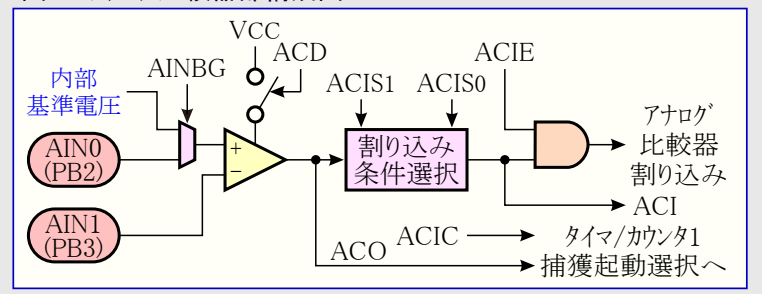 VCC
ACD
ACIE
AINBG
内部
基準電圧
ACIS1
ACIS0
AIN0
(PB2)
+
−
割り込み
条件選択
アナログ
比較器
割り込み
AIN1
(PB3)
ACI
ACIC
タイマ/カウンタ1
ACO
捕獲起動選択へ